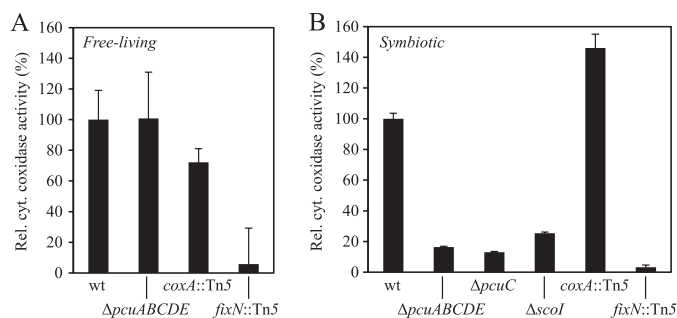 A
Free-living
Rel. cyt. coxidase activity (%)
160
140
120
100
80
60
40
20
0
wt
coxA::Tn5
ΔpcuABCDE
fixN::Tn5
B
Symbiotic
Rel. cyt. coxidase activity (%)
160
140
120
100
80
60
40
20
0
wt
ΔpcuC
coxA::Tn5
ΔpcuABCDE
ΔscoI
fixN::Tn5